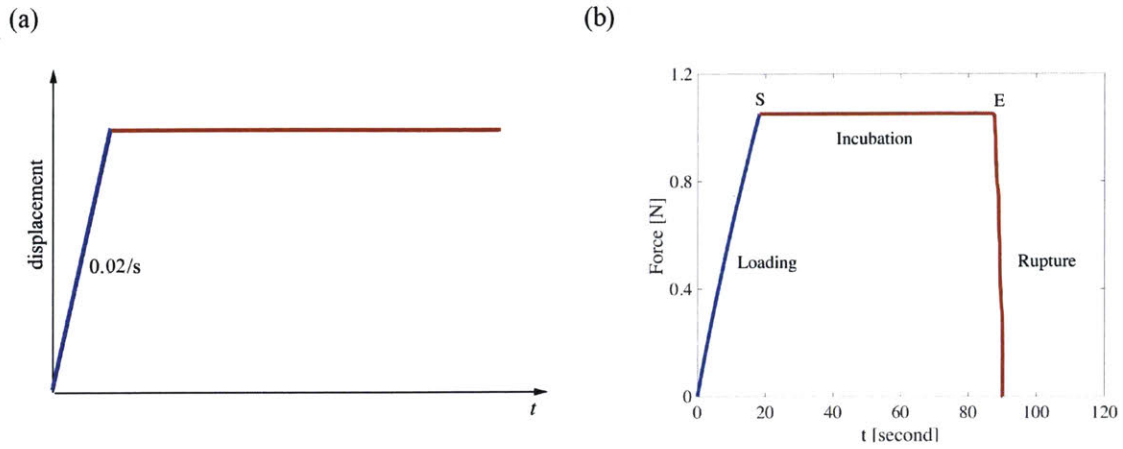 (a)
displacement
0.02/s
t
(b)
1.2
0.8
0.4
0
Force [N]
S
E
Incubation
Loading
Rupture
0 20 40 60 80 100 120
t [second]